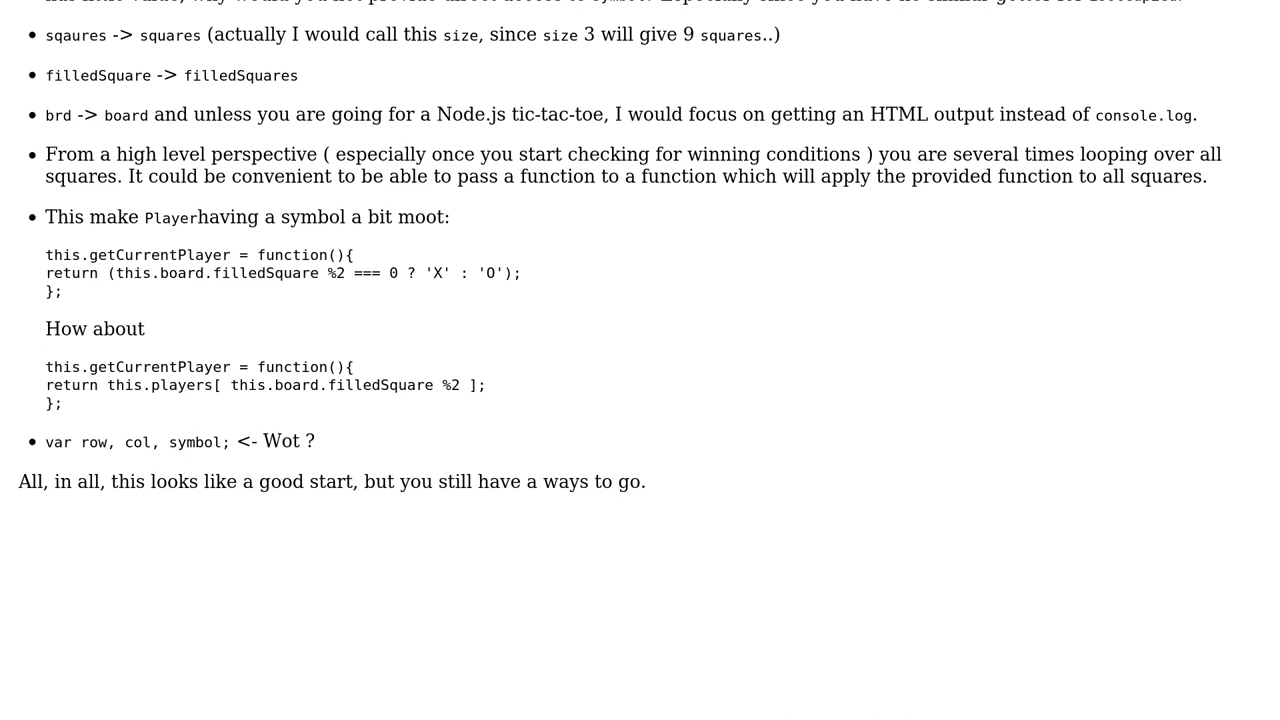 sqaures -> squares (actually I would call this size, since size 3 will give 9 squares..)
filledSquare -> filledSquares
brd -> board and unless you are going for a Node.js tic-tac-toe, I would focus on getting an HTML output instead of console.log.
From a high level perspective ( especially once you start checking for winning conditions ) you are several times looping over all
squares. It could be convenient to be able to pass a function to a function which will apply the provided function to all squares.
This make Playerhaving a symbol a bit moot:
this.getCurrentPlayer = function(){
return (this.board.filledSquare %2 === 0 ? 'X' : 'O');
};
How about
this.getCurrentPlayer = function(){
return this.players[ this.board.filledSquare %2 ];
};
var row, col, symbol; <- Wot ?
All, in all, this looks like a good start, but you still have a ways to go.